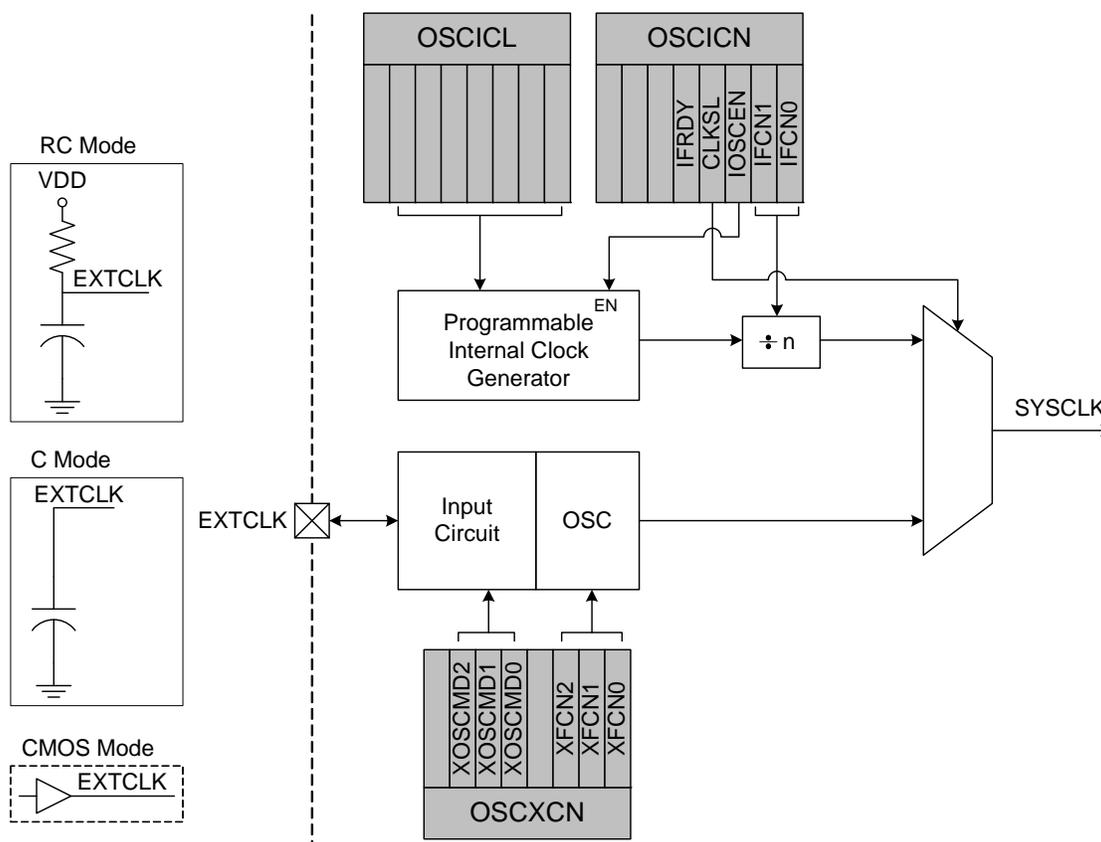 OSCICL
OSCICN
IFRDY
CLKSL
IOSCEN
IFCN1
IFCN0
RC Mode
VDD
EXTCLK
EN
Programmable
Internal Clock
Generator
÷ n
SYSCLK
C Mode
EXTCLK
EXTCLK
Input
Circuit
OSC
XOSCMD2
XOSCMD1
XOSCMD0
XFCN2
XFCN1
XFCN0
OSCXCN
CMOS Mode
EXTCLK